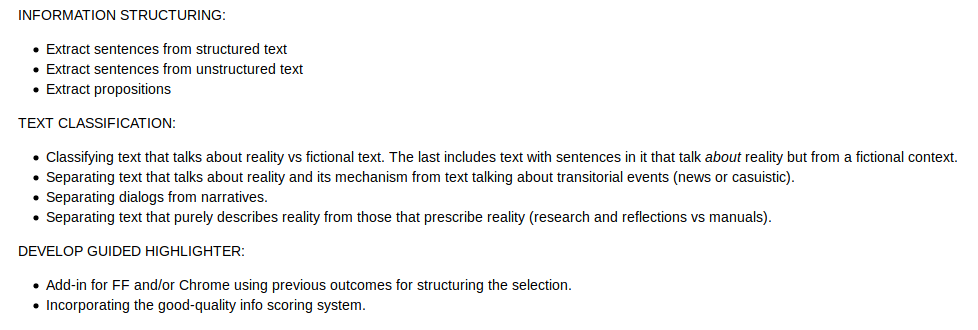 INFORMATION STRUCTURING:
• Extract sentences from structured text
• Extract sentences from unstructured text
• Extract propositions
TEXT CLASSIFICATION:
• Classifying text that talks about reality vs fictional text. The last includes text with sentences in it that talk about reality but from a fictional context.
• Separating text that talks about reality and its mechanism from text talking about transitorial events (news or casuistic).
• Separating dialogs from narratives.
• Separating text that purely describes reality from those that prescribe reality (research and reflections vs manuals).
DEVELOP GUIDED HIGHLIGHTER:
• Add-in for FF and/or Chrome using previous outcomes for structuring the selection.
• Incorporating the good-quality info scoring system.